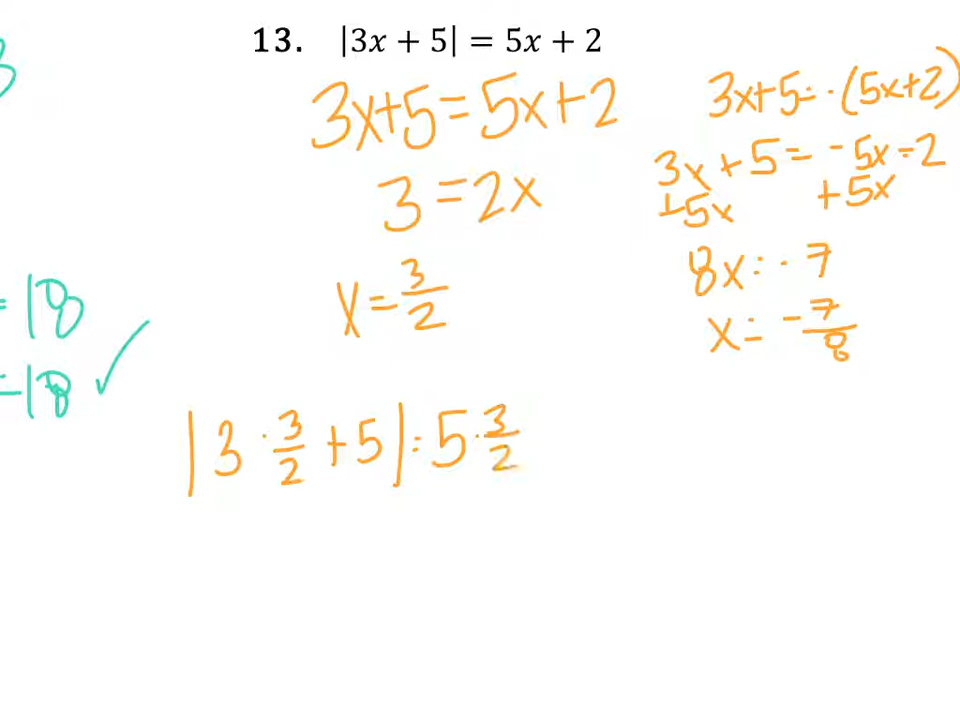 13. |3x + 5| = 5x + 2
3x+5=5x+2
3=2x
x=3/2
3x+5=-(5x+2)
3x+5=-5x-2
+5x +5x
8x=-7
x=-7/8
=18
=-18 ✓
|3·3/2+5|=5·3/2